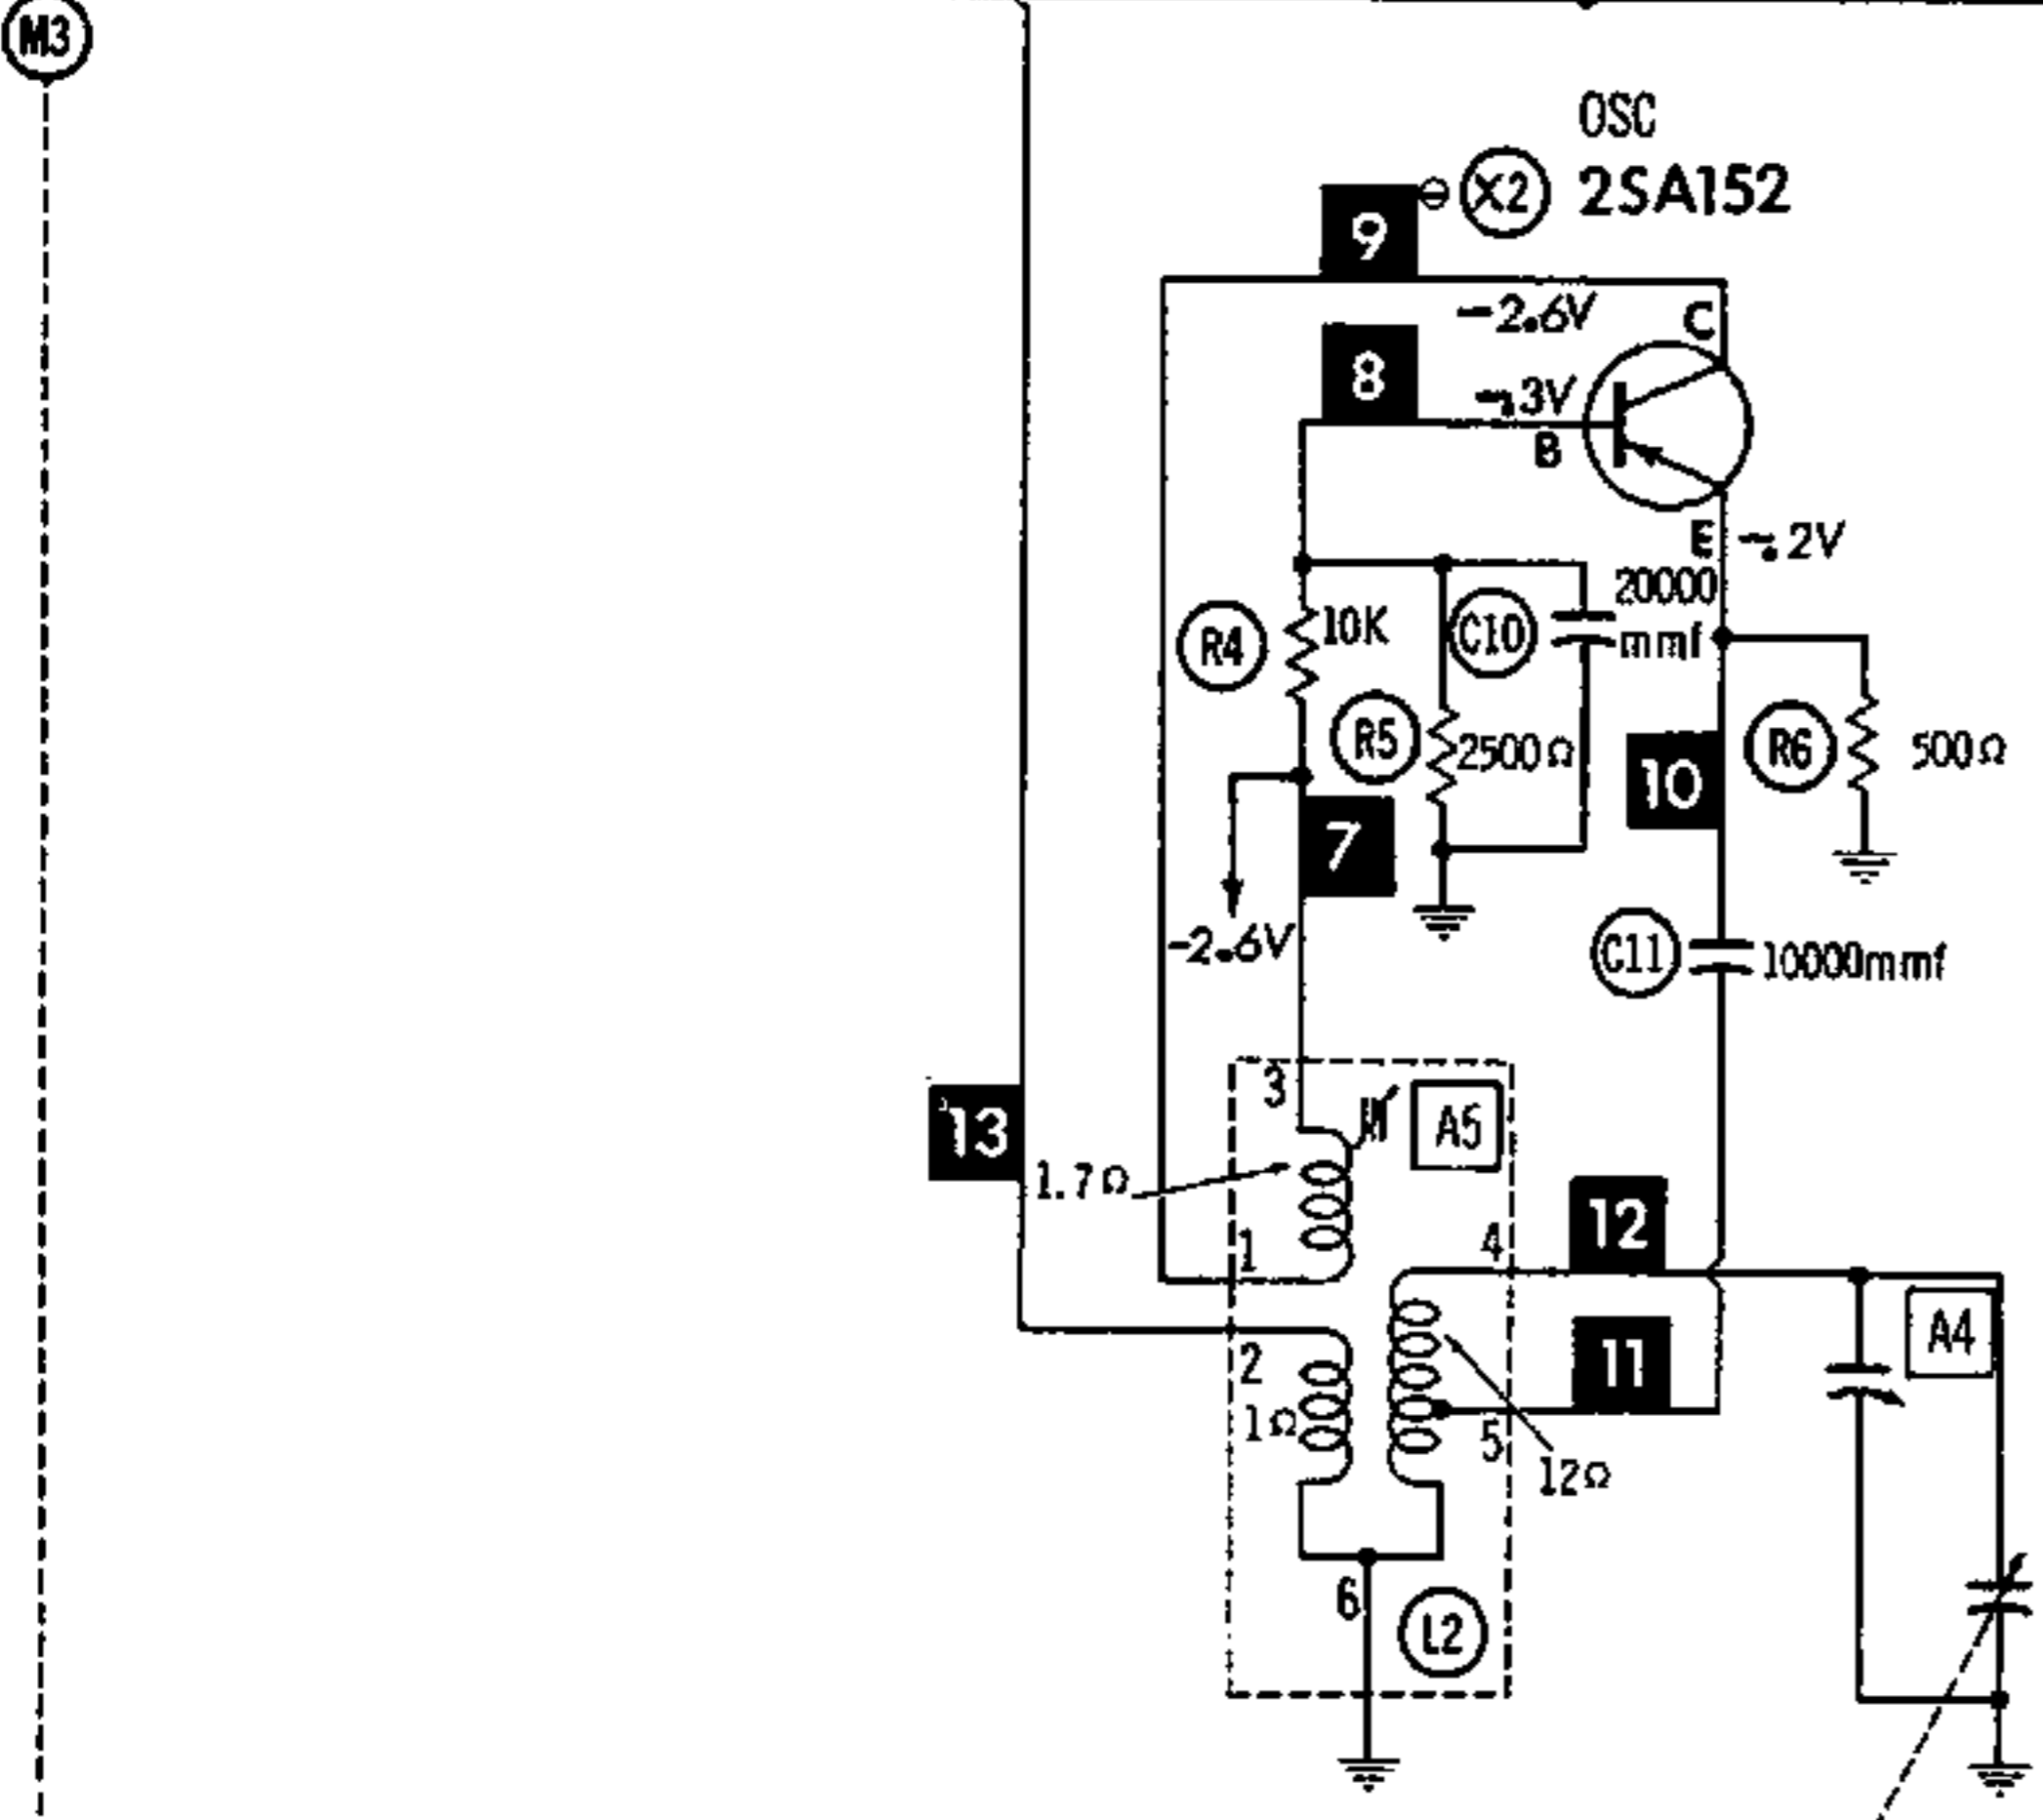 M3
OSC
X2 2SA152
9
-2.6V C
8
-.3V
B
E -.2V
20000
mmf
R4 10K C10
R5 2500Ω
R6 500Ω
10
7
-2.6V
C11 10000mmf
3
A5
13
1.7Ω
12
1 4
A4
2 11
1Ω 5
12Ω
6
L2